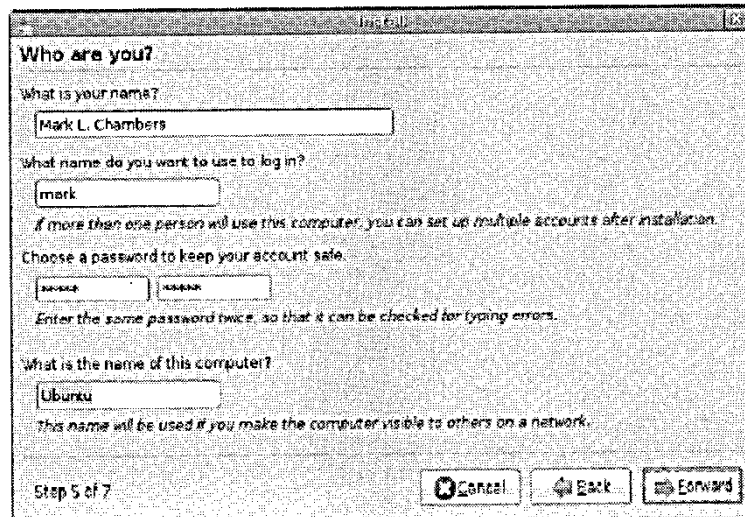 Install
Who are you?
What is your name?
Mark L. Chambers
What name do you want to use to log in?
mark
If more than one person will use this computer, you can set up multiple accounts after installation.
Choose a password to keep your account safe.
***** *****
Enter the same password twice, so that it can be checked for typing errors.
What is the name of this computer?
Ubuntu
This name will be used if you make the computer visible to others on a network.
Step 5 of 7 Cancel Back Forward